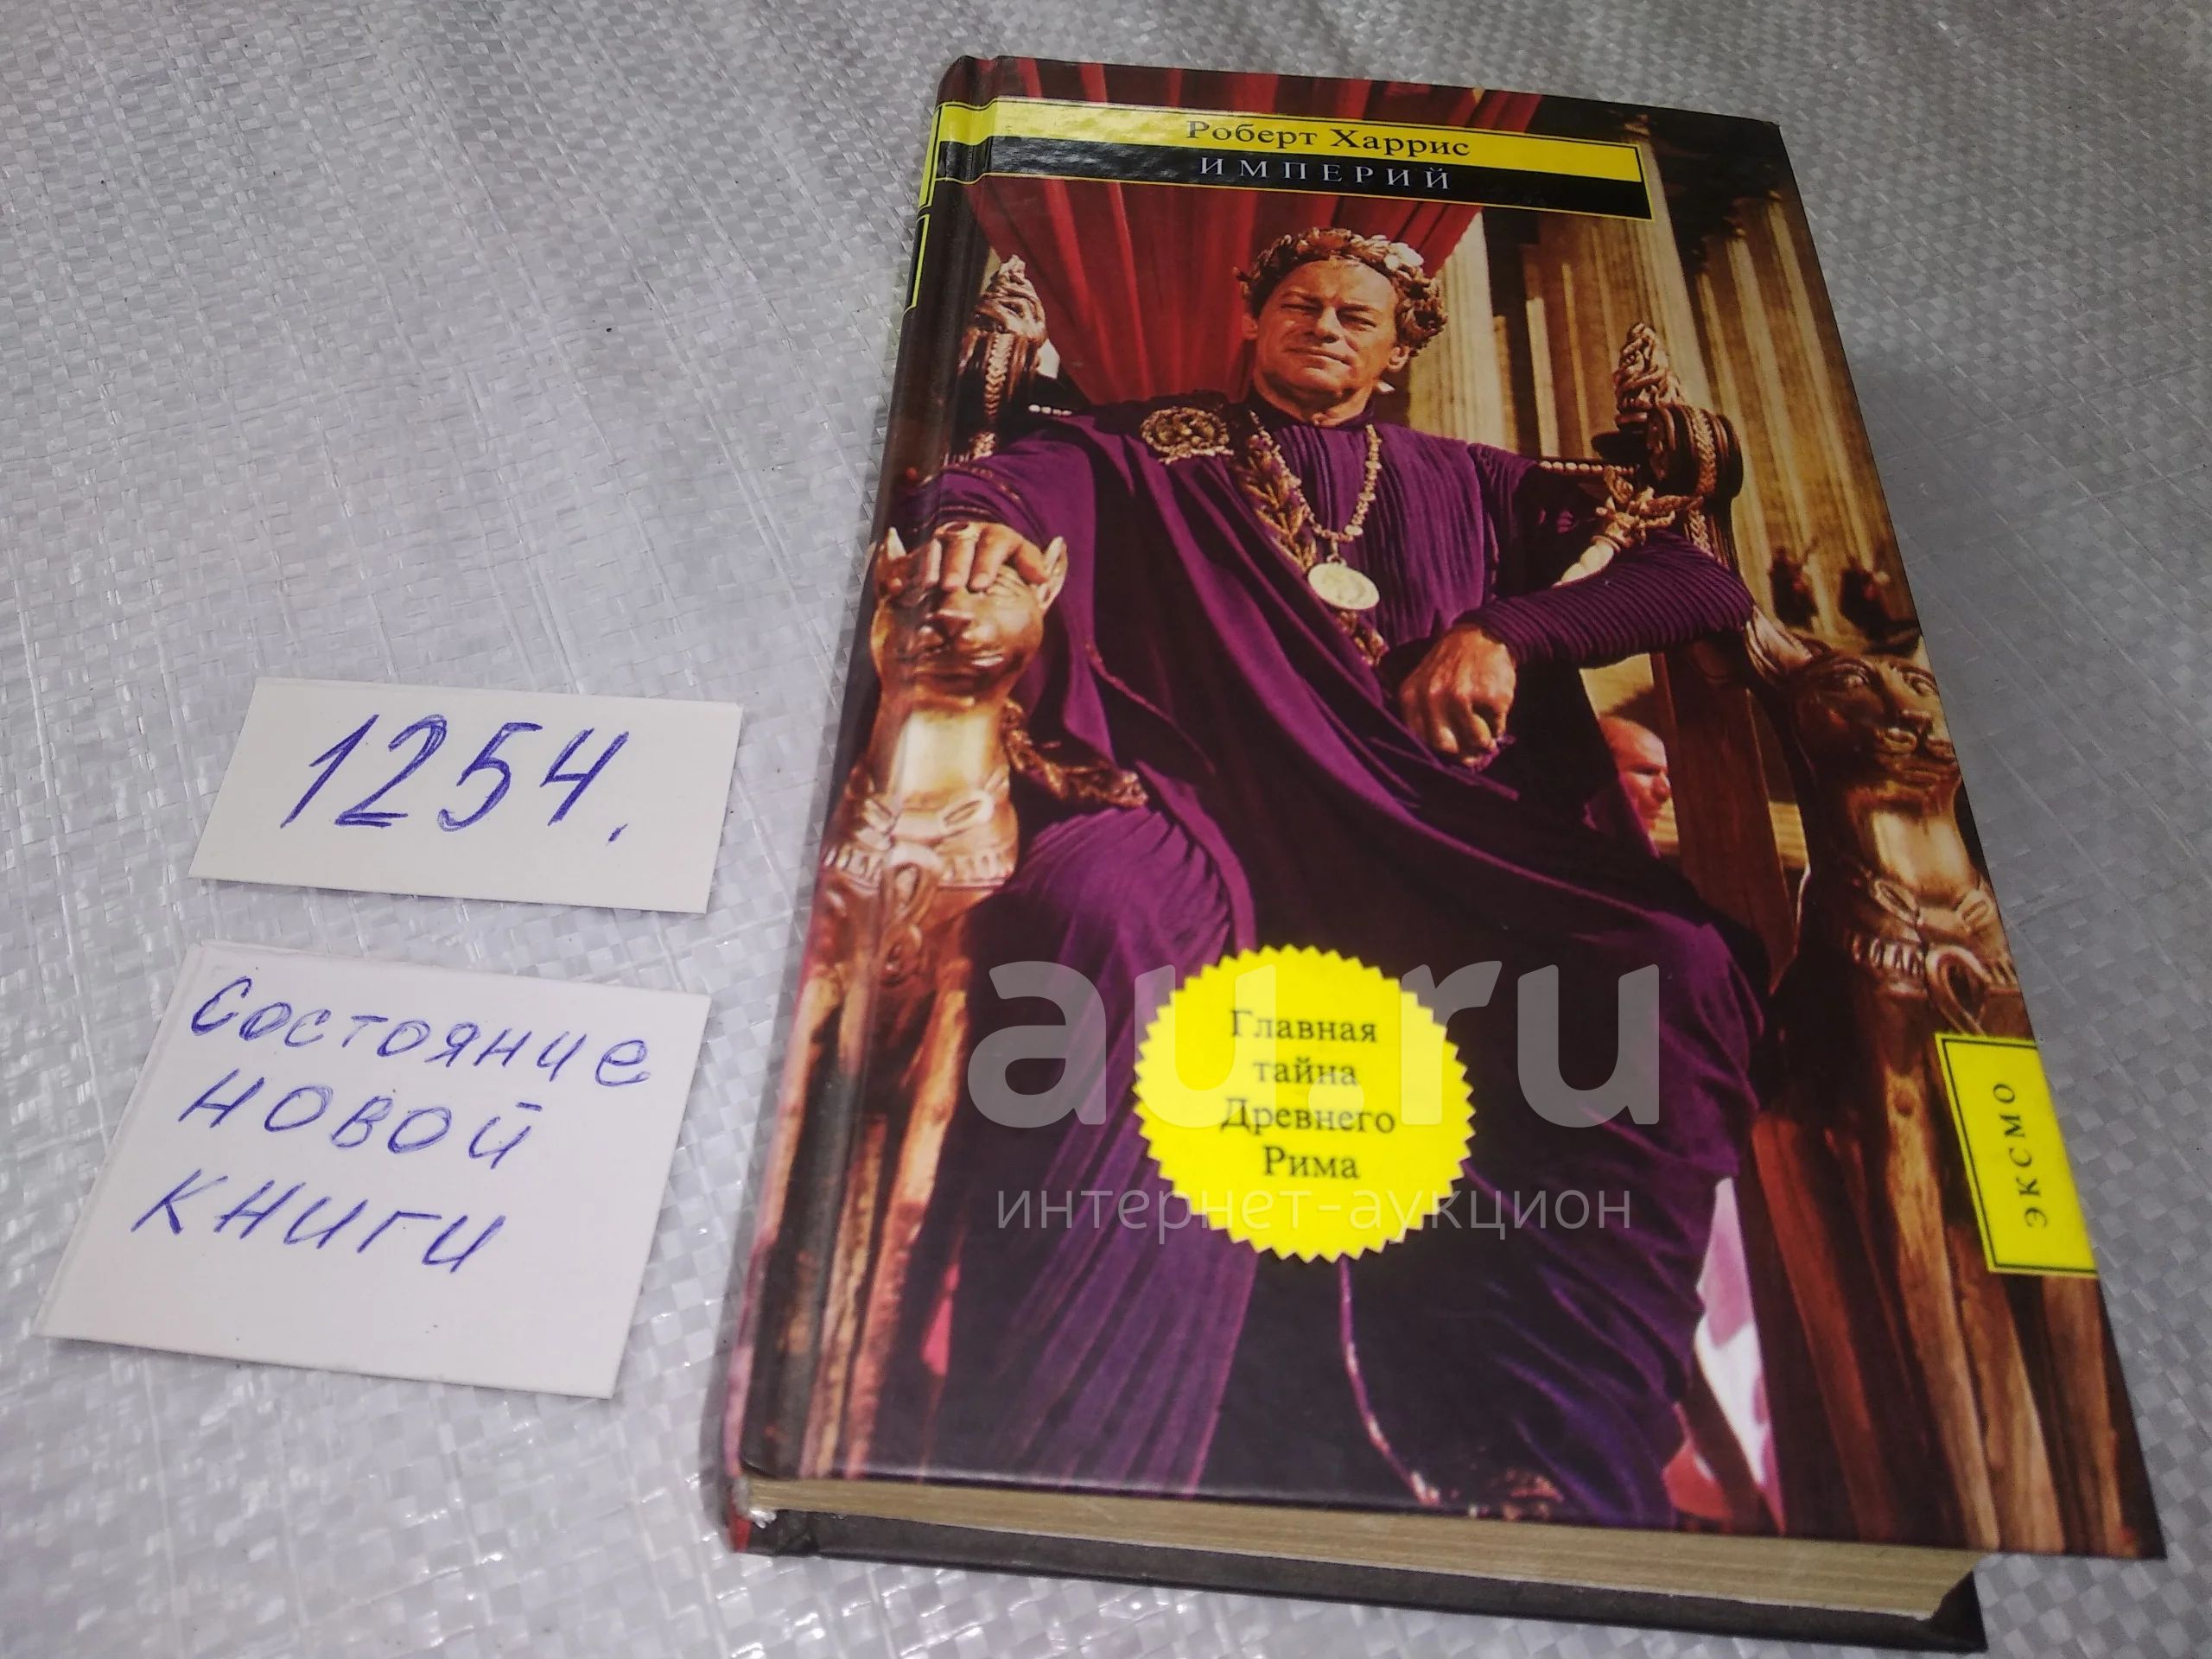 Роберт Харрис
ИМПЕРИЙ
1254.
Состояние
новой
книги
Главная
тайна
Древнего
Рима
эксмо
au.ru
интернет-аукцион